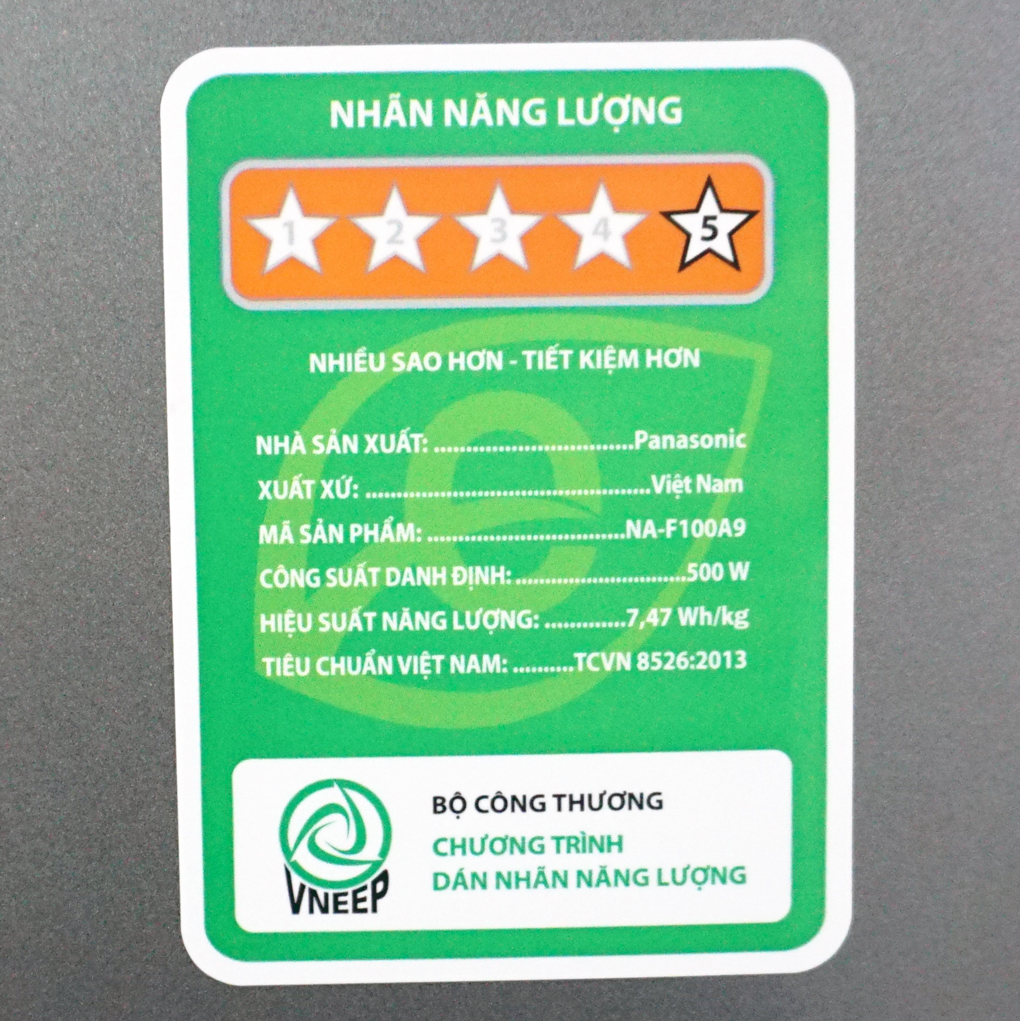 NHÃN NĂNG LƯỢNG
1 2 3 4 5
NHIỀU SAO HƠN - TIẾT KIỆM HƠN
NHÀ SẢN XUẤT: .................................Panasonic
XUẤT XỨ: ...............................................Việt Nam
MÃ SẢN PHẨM: .................................NA-F100A9
CÔNG SUẤT DANH ĐỊNH: ............................500 W
HIỆU SUẤT NĂNG LƯỢNG: .............7,47 Wh/kg
TIÊU CHUẨN VIỆT NAM: ..........TCVN 8526:2013
BỘ CÔNG THƯƠNG
CHƯƠNG TRÌNH
DÁN NHÃN NĂNG LƯỢNG
VNEEP